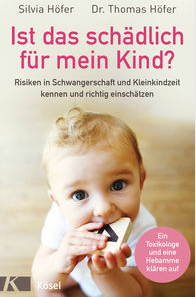 Silvia Höfer Dr. Thomas Höfer
Ist das schädlich
für mein Kind?
Risiken in Schwangerschaft und Kleinkindzeit
kennen und richtig einschätzen
Ein
Toxikologe
und eine
Hebamme
klären auf
K
Kösel